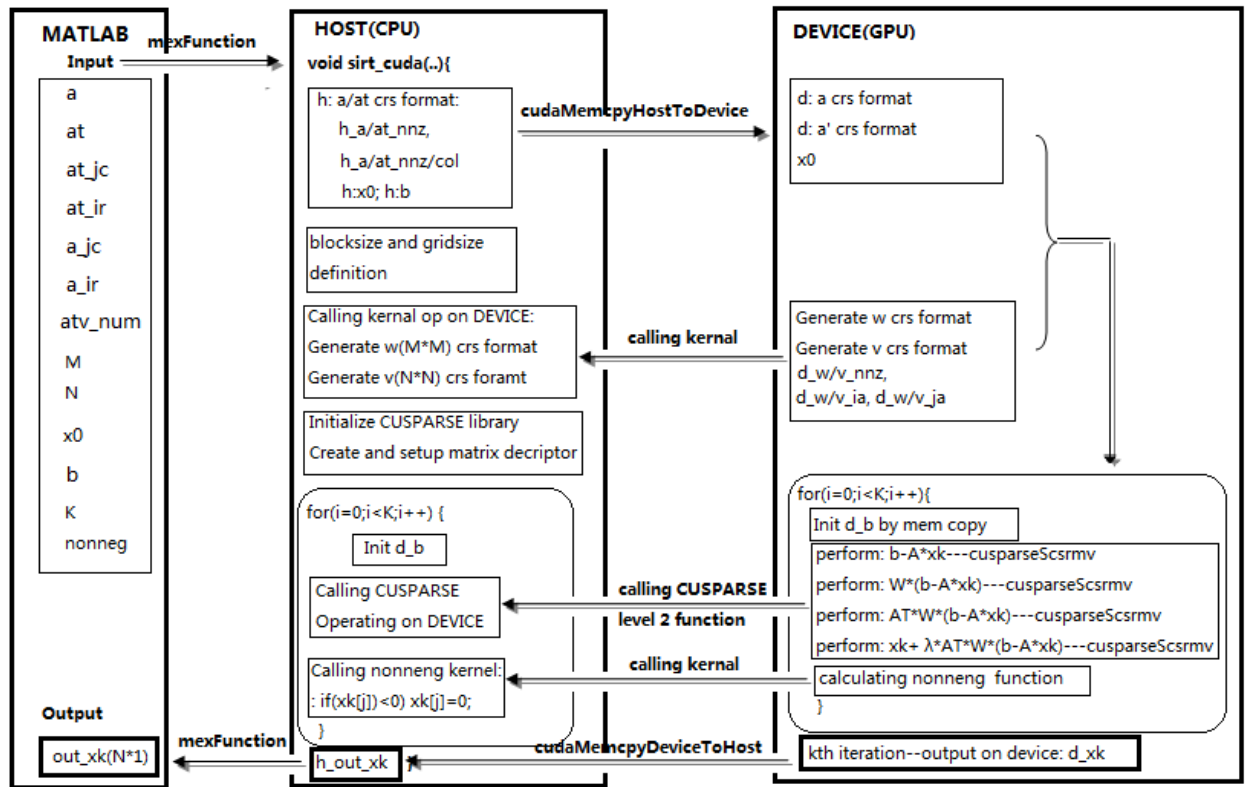 MATLAB
Input
a
at
at_jc
at_ir
a_jc
a_ir
atv_num
M
N
x0
b
K
nonneg
Output
out_xk(N*1)
mexFunction
mexFunction
HOST(CPU)
void sirt_cuda(..){
h: a/at crs format:
h_a/at_nnz,
h_a/at_nnz/col
h:x0; h:b
blocksize and gridsize
definition
Calling kernal op on DEVICE:
Generate w(M*M) crs format
Generate v(N*N) crs foramt
Initialize CUSPARSE library
Create and setup matrix decriptor
for(i=0;i<K;i++) {
Init d_b
Calling CUSPARSE
Operating on DEVICE
Calling nonneng kernel:
: if(xk[j])<0) xk[j]=0;
}
h_out_xk }
cudaMemcpyHostToDevice
calling kernal
calling CUSPARSE
level 2 function
calling kernal
cudaMemcpyDeviceToHost
DEVICE(GPU)
d: a crs format
d: a' crs format
x0
Generate w crs format
Generate v crs format
d_w/v_nnz,
d_w/v_ia, d_w/v_ja
for(i=0;i<K;i++){
Init d_b by mem copy
perform: b-A*xk---cusparseScsrmv
perform: W*(b-A*xk)---cusparseScsrmv
perform: AT*W*(b-A*xk)---cusparseScsrmv
perform: xk+ λ*AT*W*(b-A*xk)---cusparseScsrmv
calculating nonneng function
}
kth iteration--output on device: d_xk